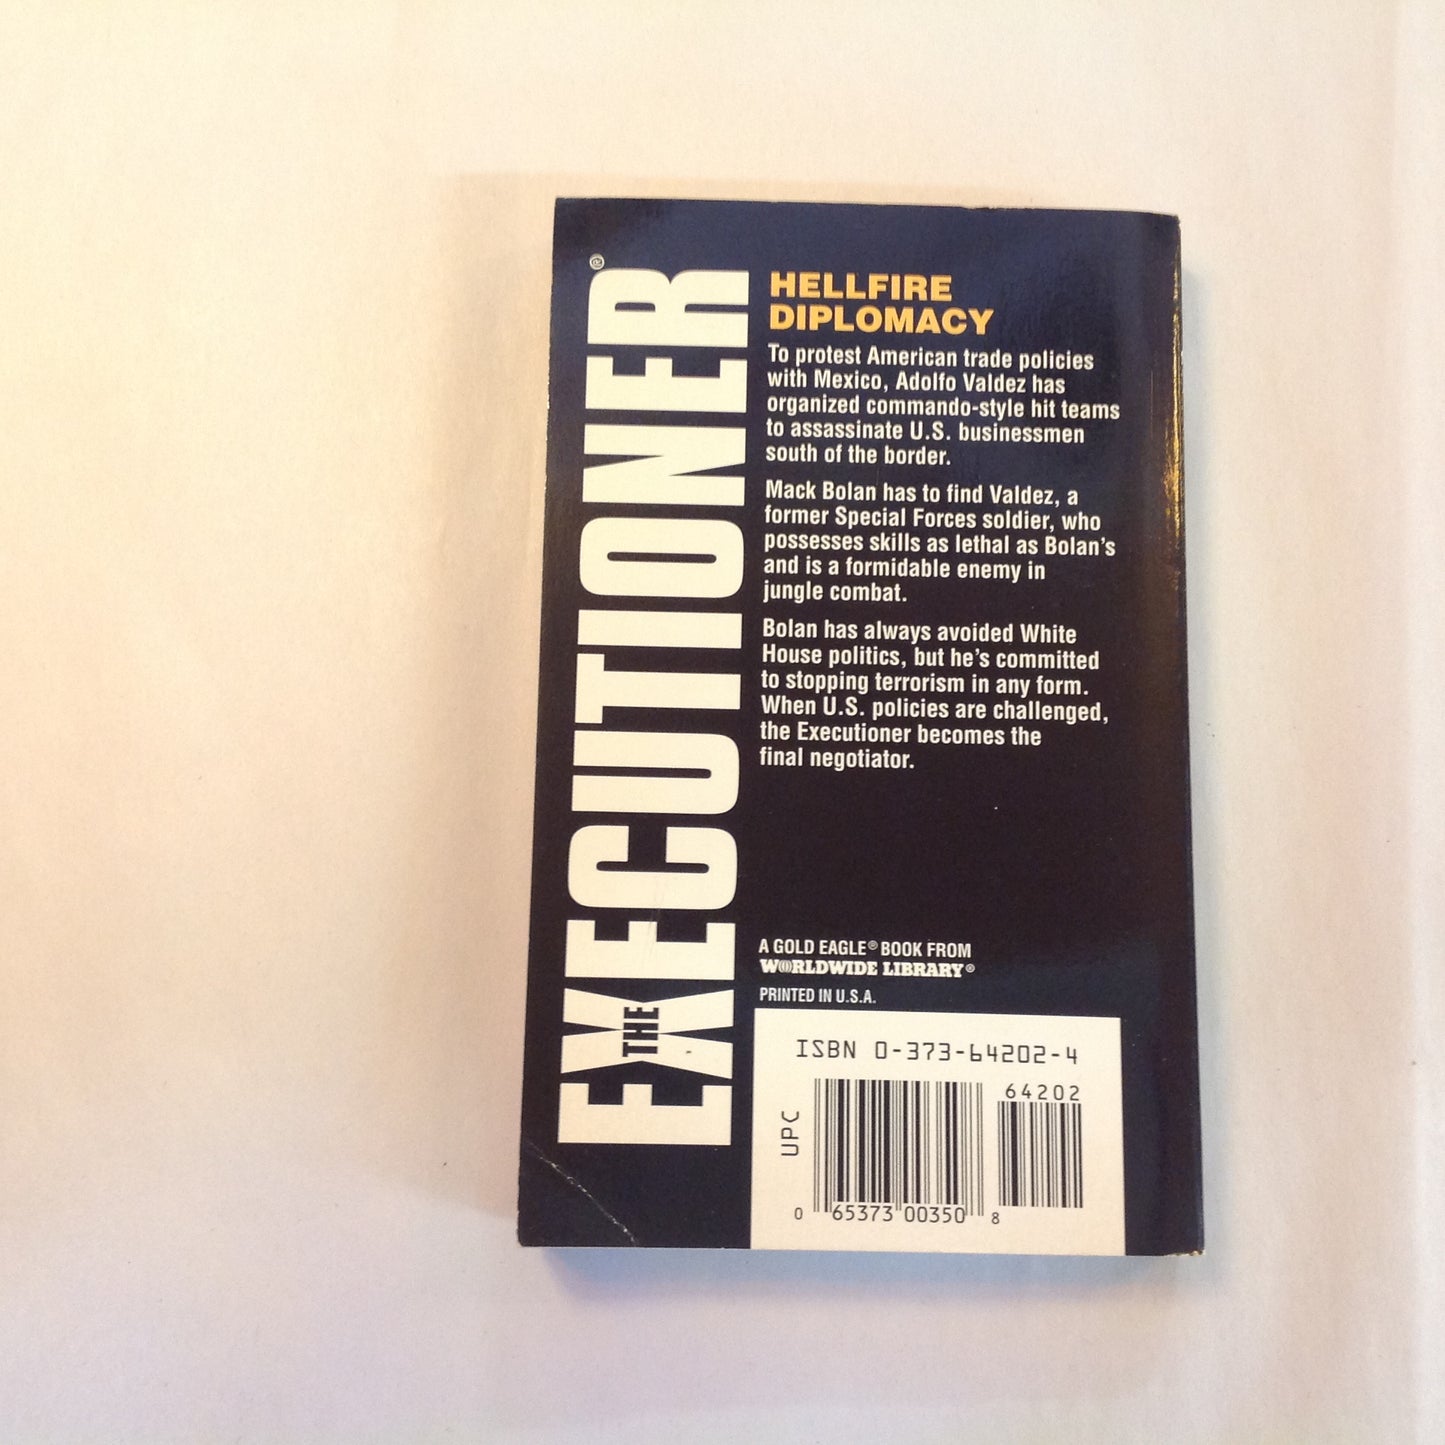 THE
EXECUTIONER®
HELLFIRE
DIPLOMACY
To protest American trade policies
with Mexico, Adolfo Valdez has
organized commando-style hit teams
to assassinate U.S. businessmen
south of the border.
Mack Bolan has to find Valdez, a
former Special Forces soldier, who
possesses skills as lethal as Bolan's
and is a formidable enemy in
jungle combat.
Bolan has always avoided White
House politics, but he's committed
to stopping terrorism in any form.
When U.S. policies are challenged,
the Executioner becomes the
final negotiator.
A GOLD EAGLE® BOOK FROM
WORLDWIDE LIBRARY®
PRINTED IN U.S.A.
ISBN 0-373-64202-4
64202
UPC
0 65373 00350 8